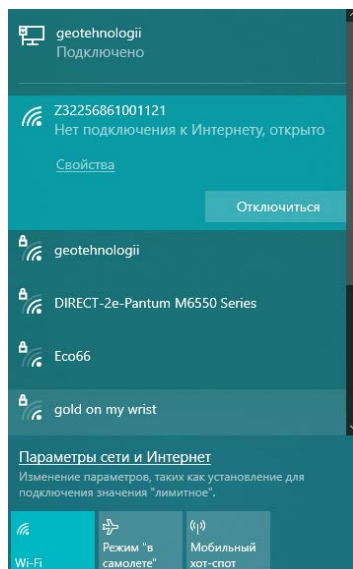 geotehnologii
Подключено
Z32256861001121
Нет подключения к Интернету, открыто
Свойства
Отключиться
geotehnologii
DIRECT-2e-Pantum M6550 Series
Eco66
gold on my wrist
Параметры сети и Интернет
Изменение параметров, таких как установление для
подключения значения "лимитное".
Wi-Fi
Режим "в
самолете"
Мобильный
хот-спот